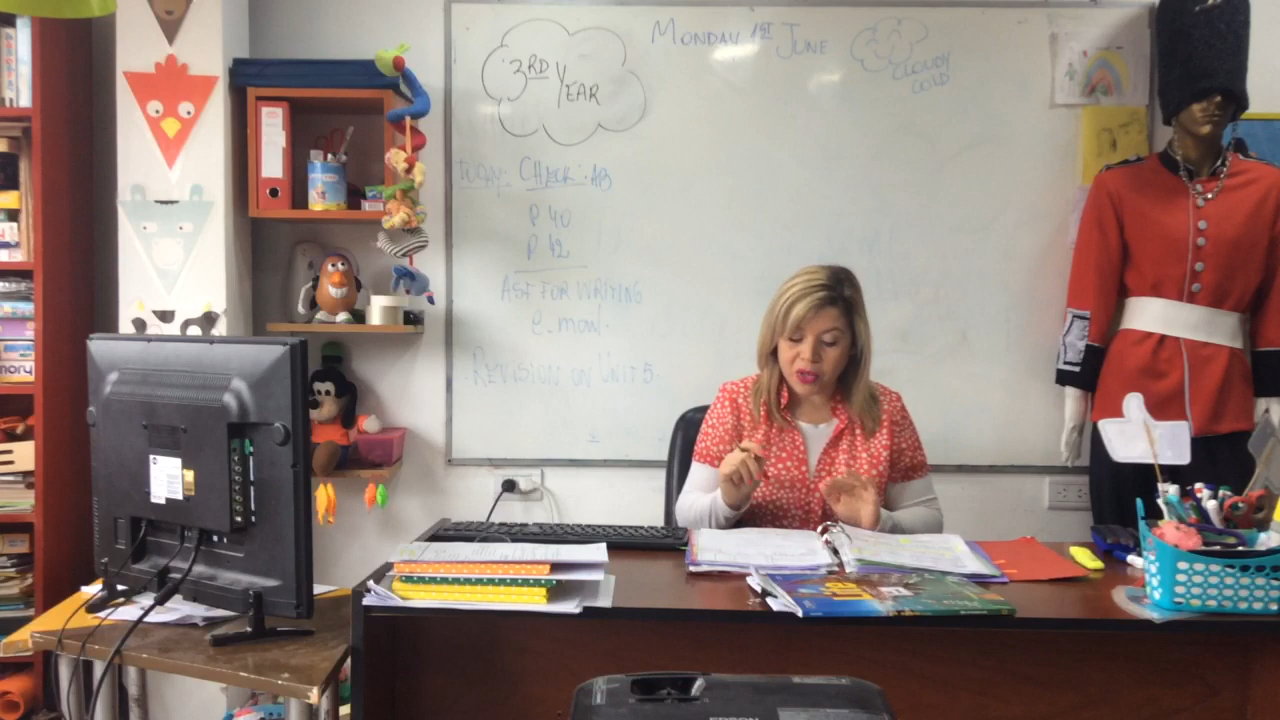 MONDAY 1ST JUNE
3RD YEAR
CLOUDY
COLD
TODAY: CHECK: AB
P 40
P 42
ASK FOR WRITING
REVISION ON UNIT 5.
EPSON